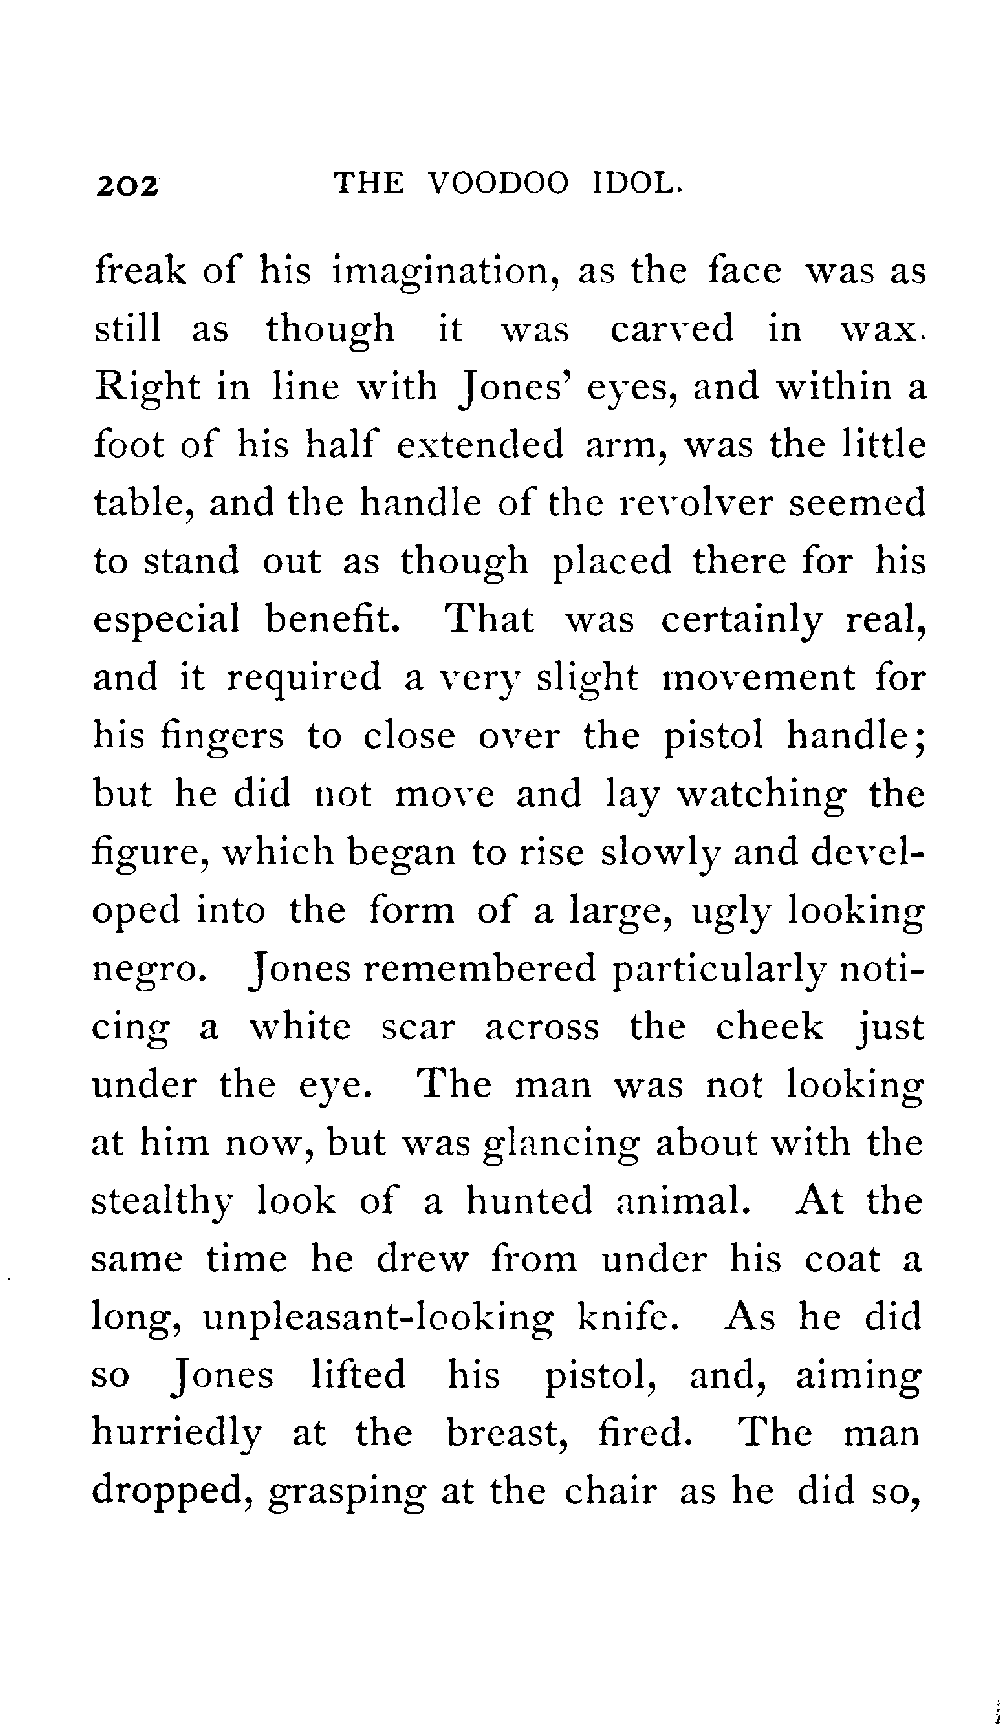 202 THE VOODOO IDOL.
freak of his imagination, as the face was as
still as though it was carved in wax.
Right in line with Jones' eyes, and within a
foot of his half extended arm, was the little
table, and the handle of the revolver seemed
to stand out as though placed there for his
especial benefit. That was certainly real,
and it required a very slight movement for
his fingers to close over the pistol handle;
but he did not move and lay watching the
figure, which began to rise slowly and devel-
oped into the form of a large, ugly looking
negro. Jones remembered particularly noti-
cing a white scar across the cheek just
under the eye. The man was not looking
at him now, but was glancing about with the
stealthy look of a hunted animal. At the
same time he drew from under his coat a
long, unpleasant-looking knife. As he did
so Jones lifted his pistol, and, aiming
hurriedly at the breast, fired. The man
dropped, grasping at the chair as he did so,